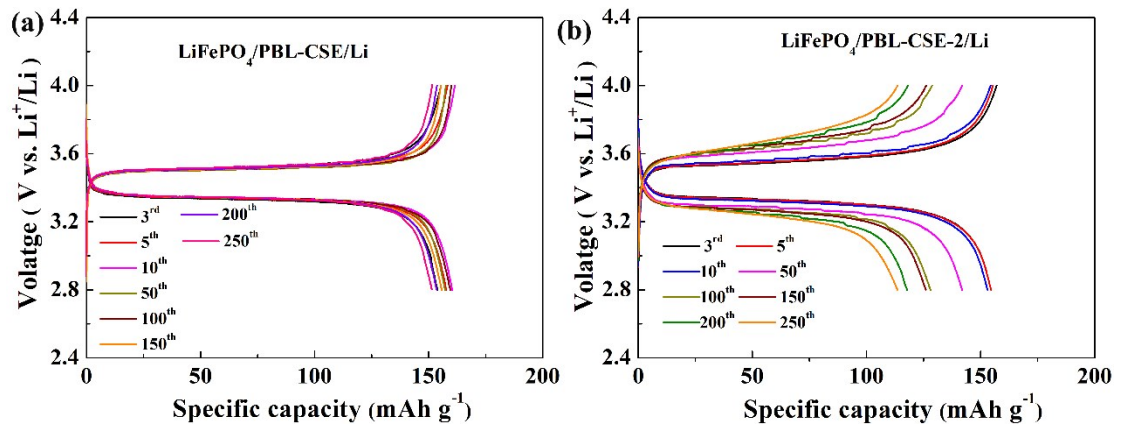 (a)
LiFePO4/PBL-CSE/Li
Volatge ( V vs. Li+/Li)
4.4
4.0
3.6
3.2
2.8
2.4
3rd
200th
5th
250th
10th
50th
100th
150th
0
50
100
150
200
Specific capacity (mAh g-1)
(b)
LiFePO4/PBL-CSE-2/Li
Volatge ( V vs. Li+/Li)
4.4
4.0
3.6
3.2
2.8
2.4
3rd
5th
10th
50th
100th
150th
200th
250th
0
50
100
150
200
Specific capacity (mAh g-1)